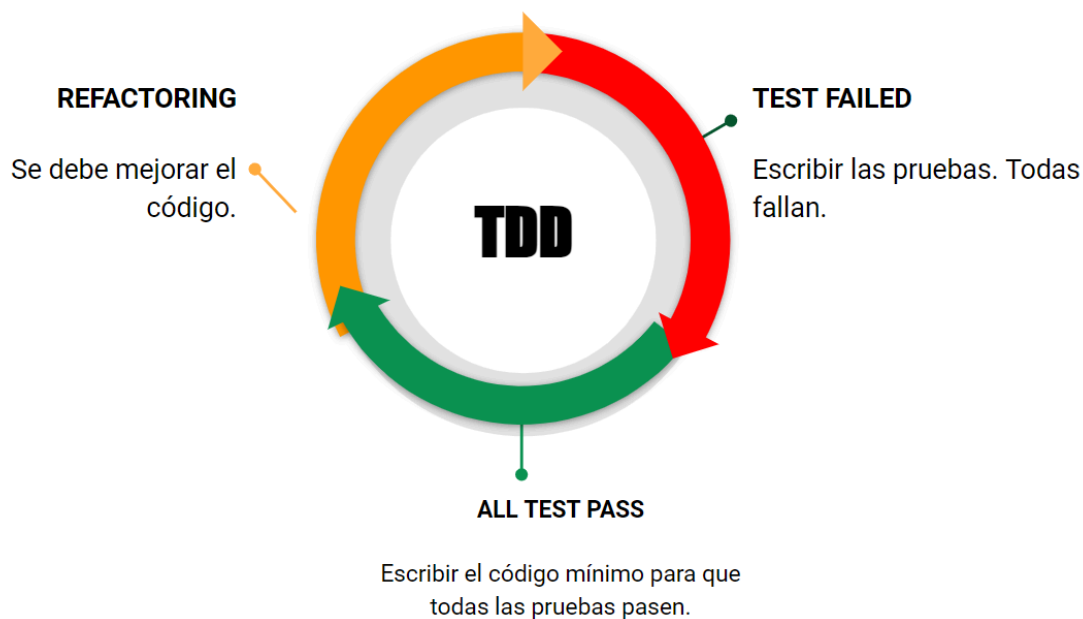 REFACTORING
Se debe mejorar el
código.
TDD
TEST FAILED
Escribir las pruebas. Todas
fallan.
ALL TEST PASS
Escribir el código mínimo para que
todas las pruebas pasen.